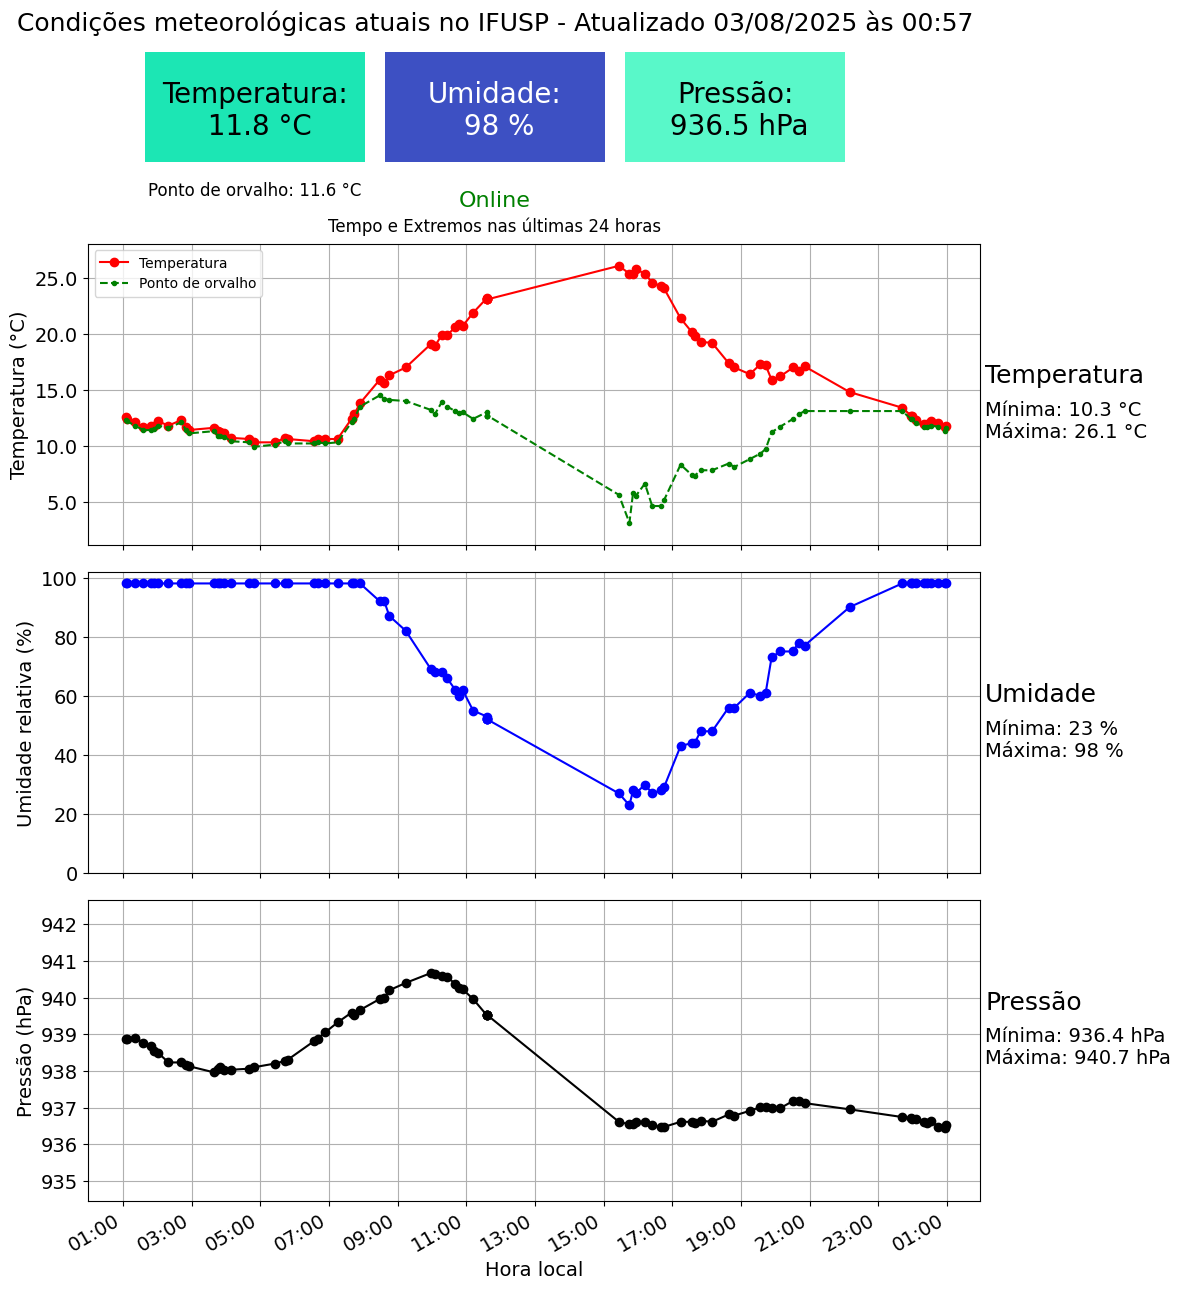 Condições meteorológicas atuais no IFUSP - Atualizado 03/08/2025 às 00:57
Temperatura:
11.8 °C
Umidade:
98 %
Pressão:
936.5 hPa
Ponto de orvalho: 11.6 °C
Online
Tempo e Extremos nas últimas 24 horas
Temperatura
Ponto de orvalho
Temperatura (°C)
25.0
20.0
15.0
10.0
5.0
Temperatura
Mínima: 10.3 °C
Máxima: 26.1 °C
Umidade relativa (%)
100
80
60
40
20
0
Umidade
Mínima: 23 %
Máxima: 98 %
Pressão (hPa)
942
941
940
939
938
937
936
935
Pressão
Mínima: 936.4 hPa
Máxima: 940.7 hPa
01:00 03:00 05:00 07:00 09:00 11:00 13:00 15:00 17:00 19:00 21:00 23:00 01:00
Hora local